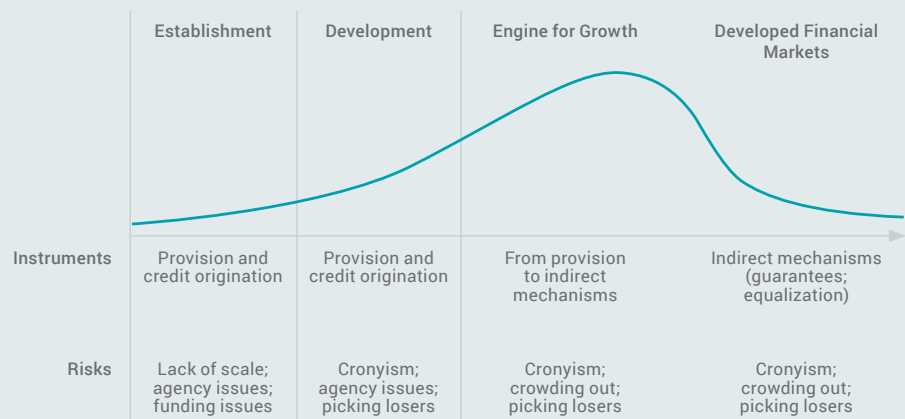 Establishment
Development
Engine for Growth
Developed Financial
Markets
Instruments
Provision and
credit origination
Provision and
credit origination
From provision
to indirect
mechanisms
Indirect mechanisms
(guarantees;
equalization)
Risks
Lack of scale;
agency issues;
funding issues
Cronyism;
agency issues;
picking losers
Cronyism;
crowding out;
picking losers
Cronyism;
crowding out;
picking losers